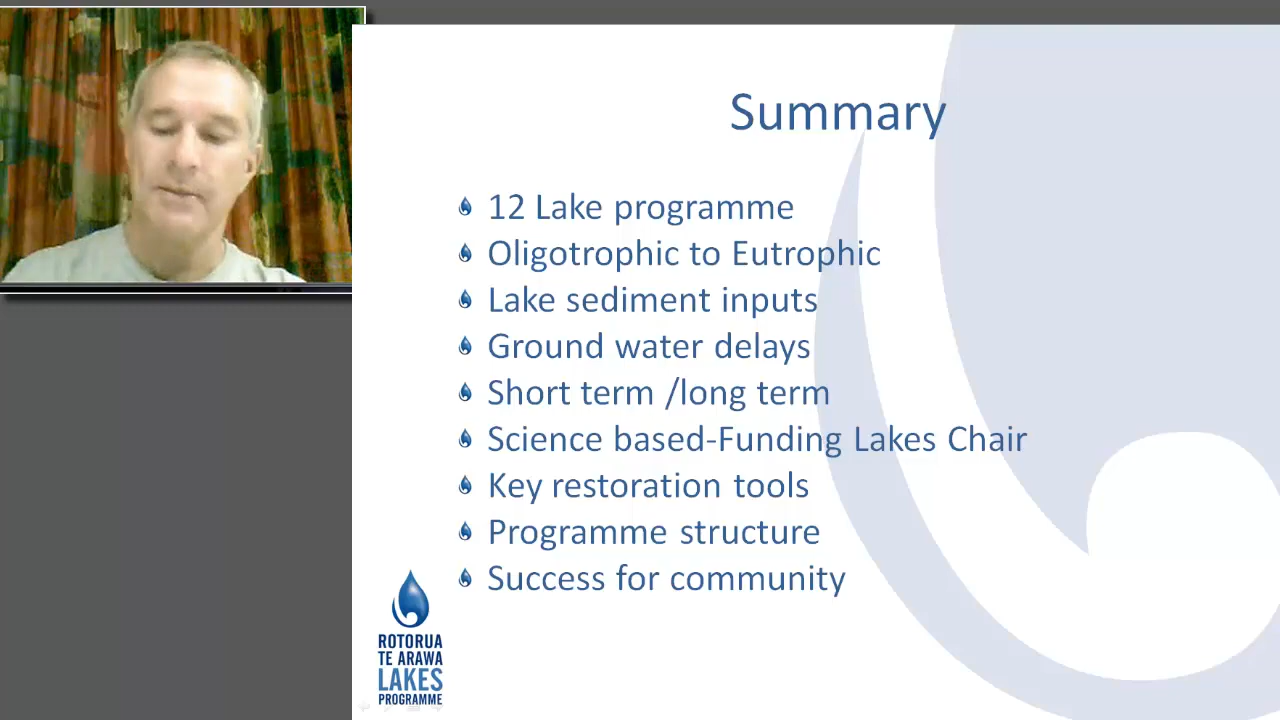 Summary
12 Lake programme
Oligotrophic to Eutrophic
Lake sediment inputs
Ground water delays
Short term /long term
Science based-Funding Lakes Chair
Key restoration tools
Programme structure
Success for community
ROTORUA
TE ARAWA
LAKES
PROGRAMME